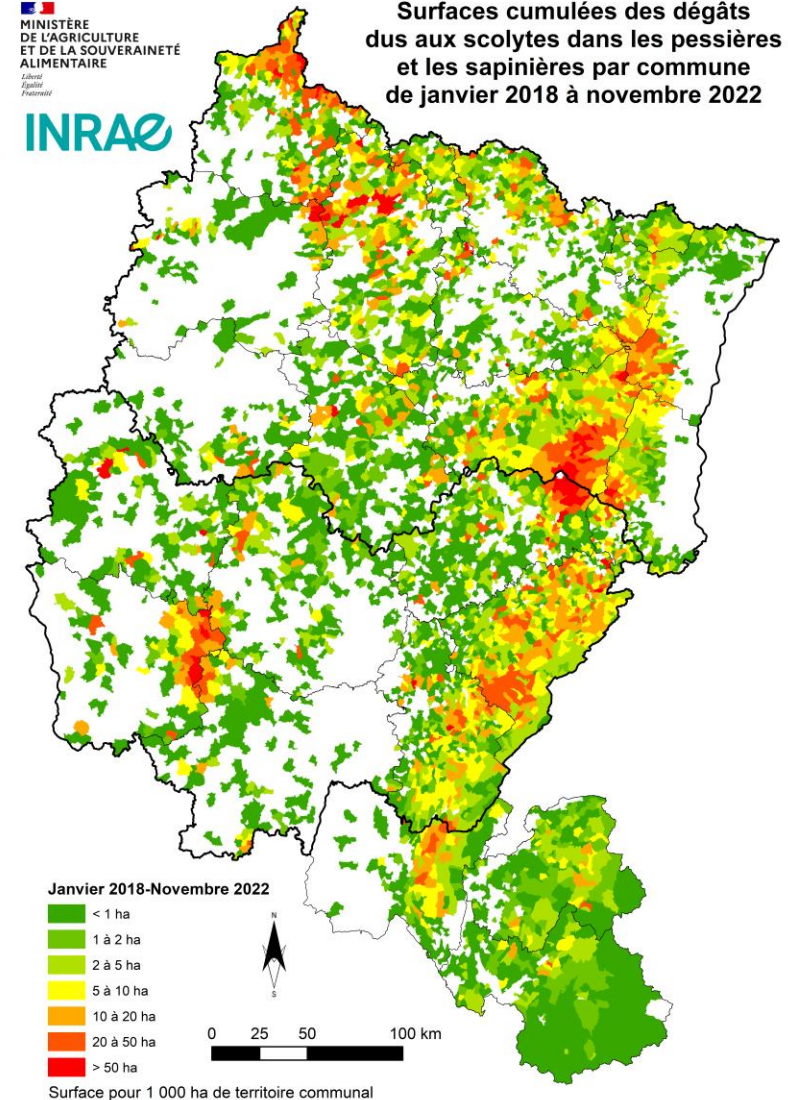 MINISTÈRE
DE L'AGRICULTURE
ET DE LA SOUVERAINETÉ
ALIMENTAIRE
Liberté
Égalité
Fraternité
INRAE
Surfaces cumulées des dégâts
dus aux scolytes dans les pessières
et les sapinières par commune
de janvier 2018 à novembre 2022
Janvier 2018-Novembre 2022
< 1 ha
1 à 2 ha
2 à 5 ha
5 à 10 ha
10 à 20 ha
20 à 50 ha
> 50 ha
N
S
0 25 50 100 km
Surface pour 1 000 ha de territoire communal